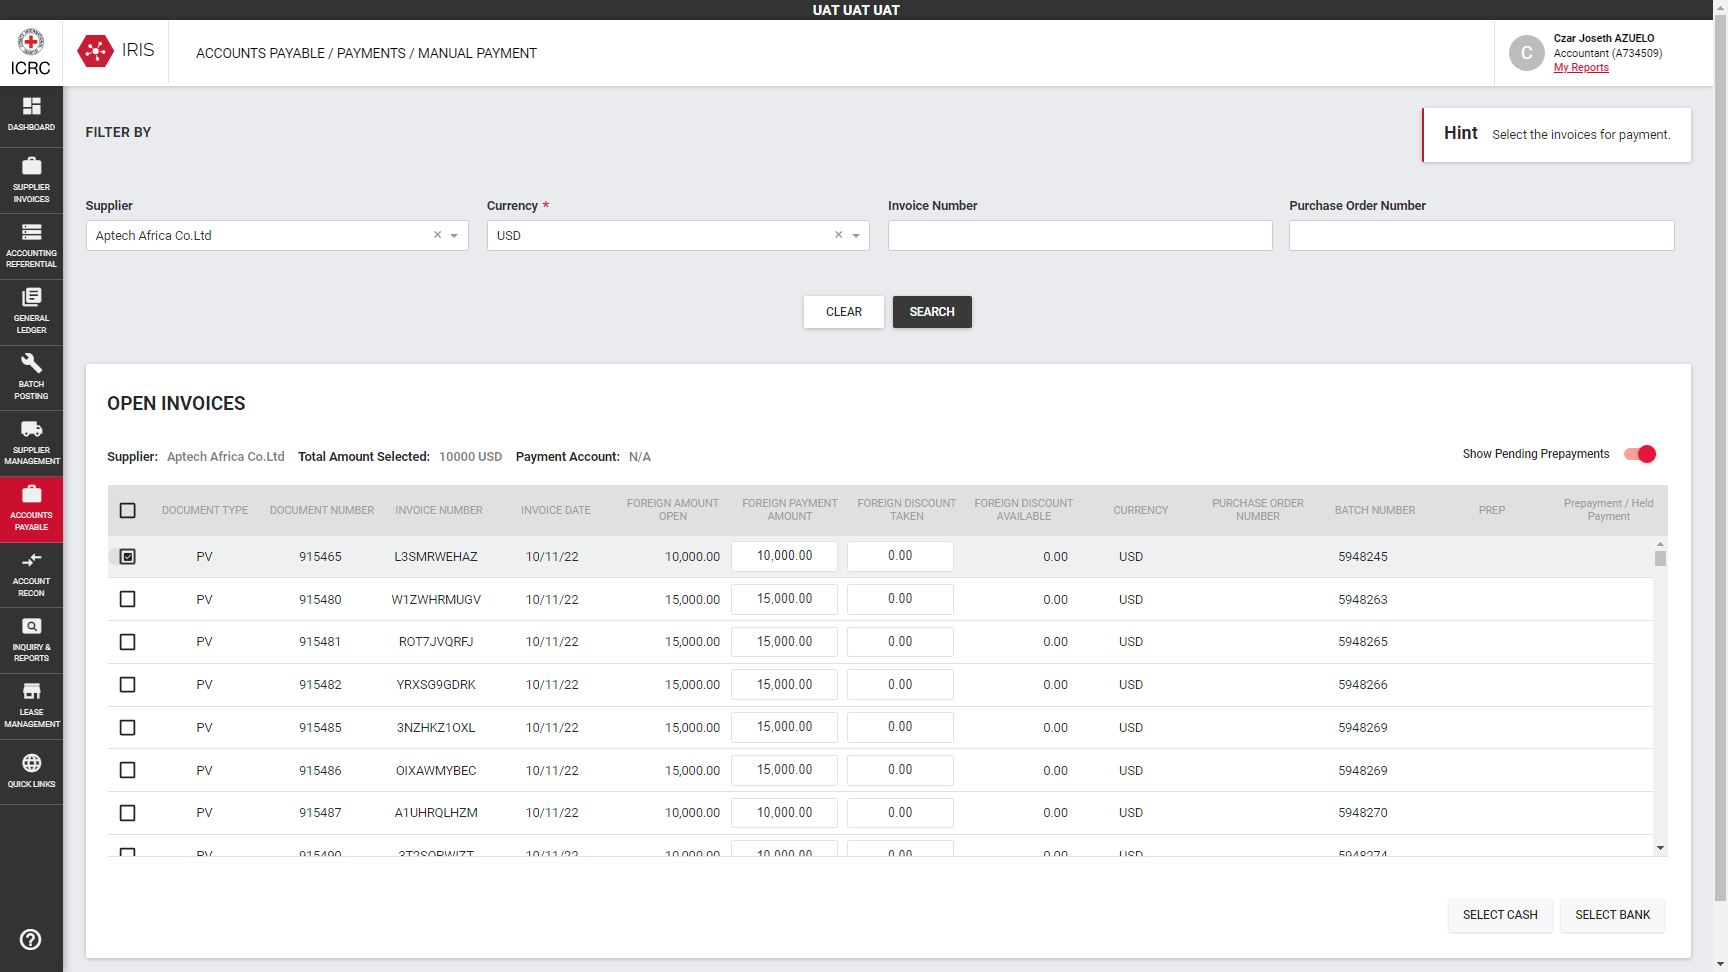 UAT UAT UAT
ICRC
IRIS
ACCOUNTS PAYABLE / PAYMENTS / MANUAL PAYMENT
C
Czar Joseth AZUELO
Accountant (A734509)
My Reports
DASHBOARD
SUPPLIER
INVOICES
ACCOUNTING
REFERENTIAL
GENERAL
LEDGER
BATCH
POSTING
SUPPLIER
MANAGEMENT
ACCOUNTS
PAYABLE
ACCOUNT
RECON
INQUIRY &
REPORTS
LEASE
MANAGEMENT
QUICK LINKS
FILTER BY
Hint Select the invoices for payment.
Supplier Currency * Invoice Number Purchase Order Number
Aptech Africa Co.Ltd × USD ×
CLEAR SEARCH
OPEN INVOICES
Supplier: Aptech Africa Co.Ltd Total Amount Selected: 10000 USD Payment Account: N/A Show Pending Prepayments
DOCUMENT TYPE DOCUMENT NUMBER INVOICE NUMBER INVOICE DATE FOREIGN AMOUNT OPEN FOREIGN PAYMENT AMOUNT FOREIGN DISCOUNT TAKEN FOREIGN DISCOUNT AVAILABLE CURRENCY PURCHASE ORDER NUMBER BATCH NUMBER PREP Prepayment / Held Payment
PV 915465 L3SMRWEHAZ 10/11/22 10,000.00 10,000.00 0.00 0.00 USD 5948245
PV 915480 W1ZWHRMUGV 10/11/22 15,000.00 15,000.00 0.00 0.00 USD 5948263
PV 915481 ROT7JVQRFJ 10/11/22 15,000.00 15,000.00 0.00 0.00 USD 5948265
PV 915482 YRXSG9GDRK 10/11/22 15,000.00 15,000.00 0.00 0.00 USD 5948266
PV 915485 3NZHKZ1OXL 10/11/22 15,000.00 15,000.00 0.00 0.00 USD 5948269
PV 915486 OIXAWMYBEC 10/11/22 15,000.00 15,000.00 0.00 0.00 USD 5948269
PV 915487 A1UHRQLHZM 10/11/22 10,000.00 10,000.00 0.00 0.00 USD 5948270
PV 915490 10/11/22 10,000.00 10,000.00 0.00 0.00 USD 5948274
SELECT CASH SELECT BANK